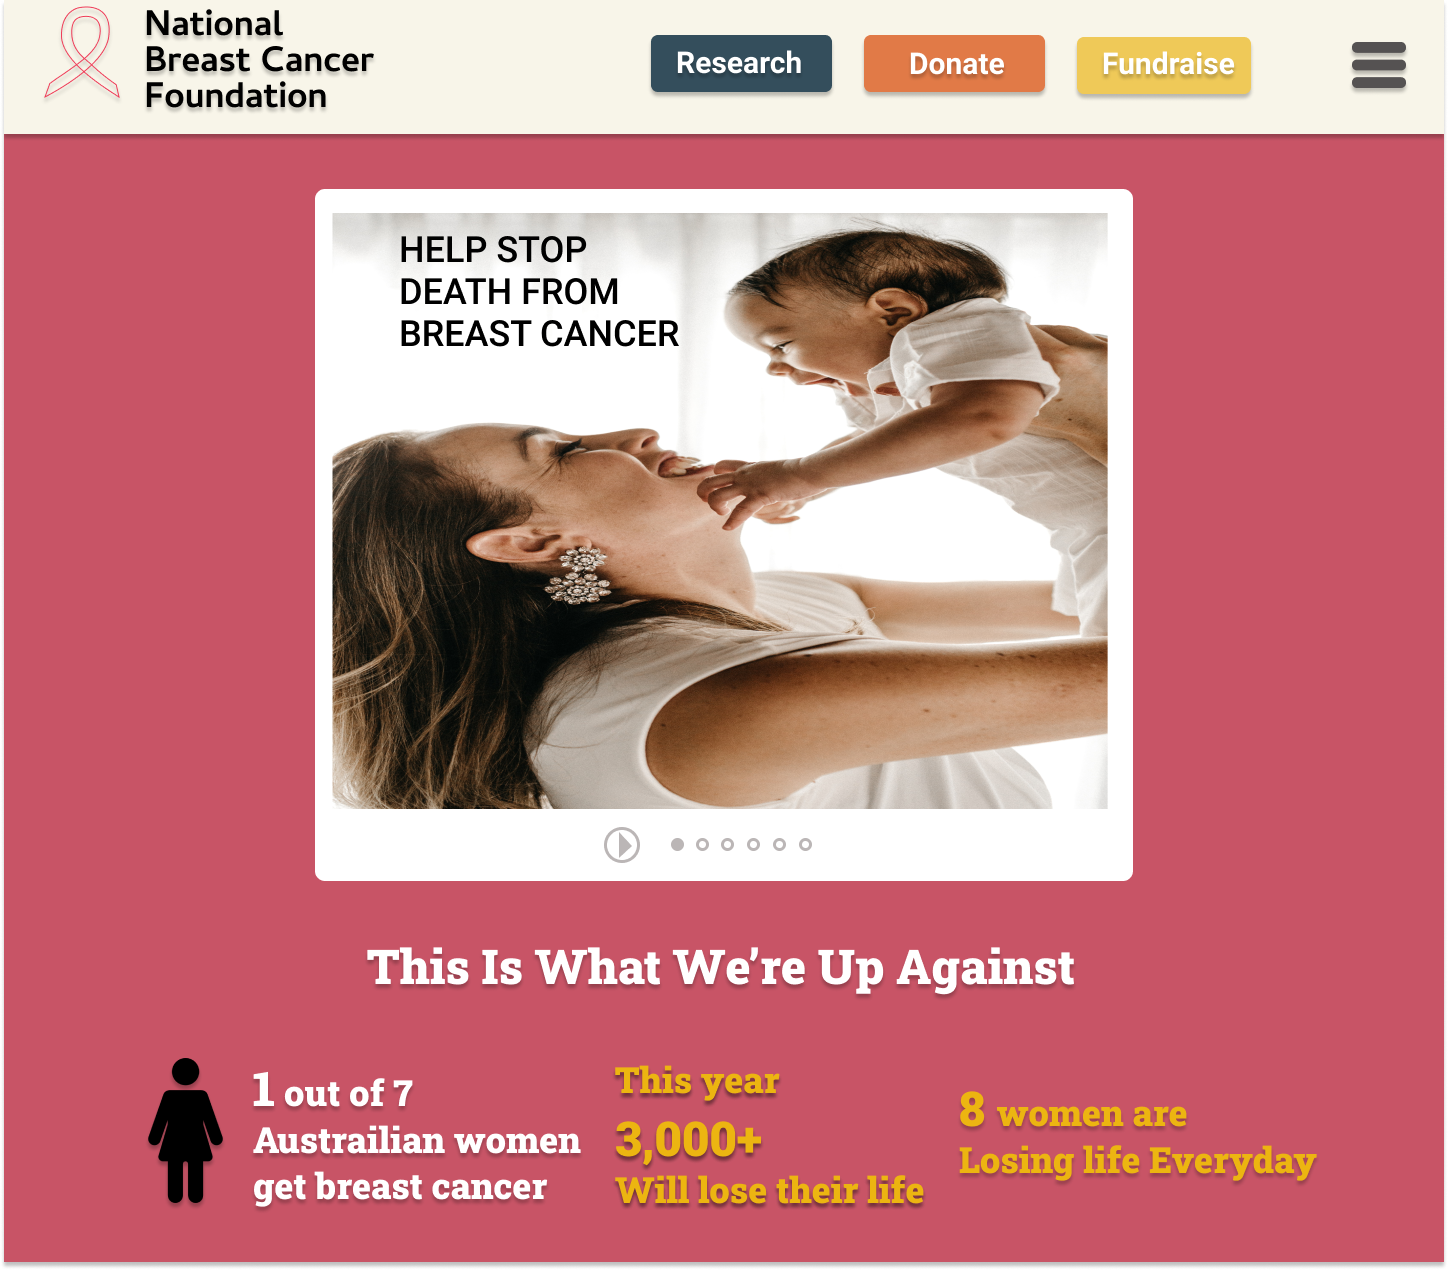 National
Breast Cancer
Foundation
Research
Donate
Fundraise
HELP STOP
DEATH FROM
BREAST CANCER
This Is What We’re Up Against
1 out of 7
Austrailian women
get breast cancer
This year
3,000+
Will lose their life
8 women are
Losing life Everyday